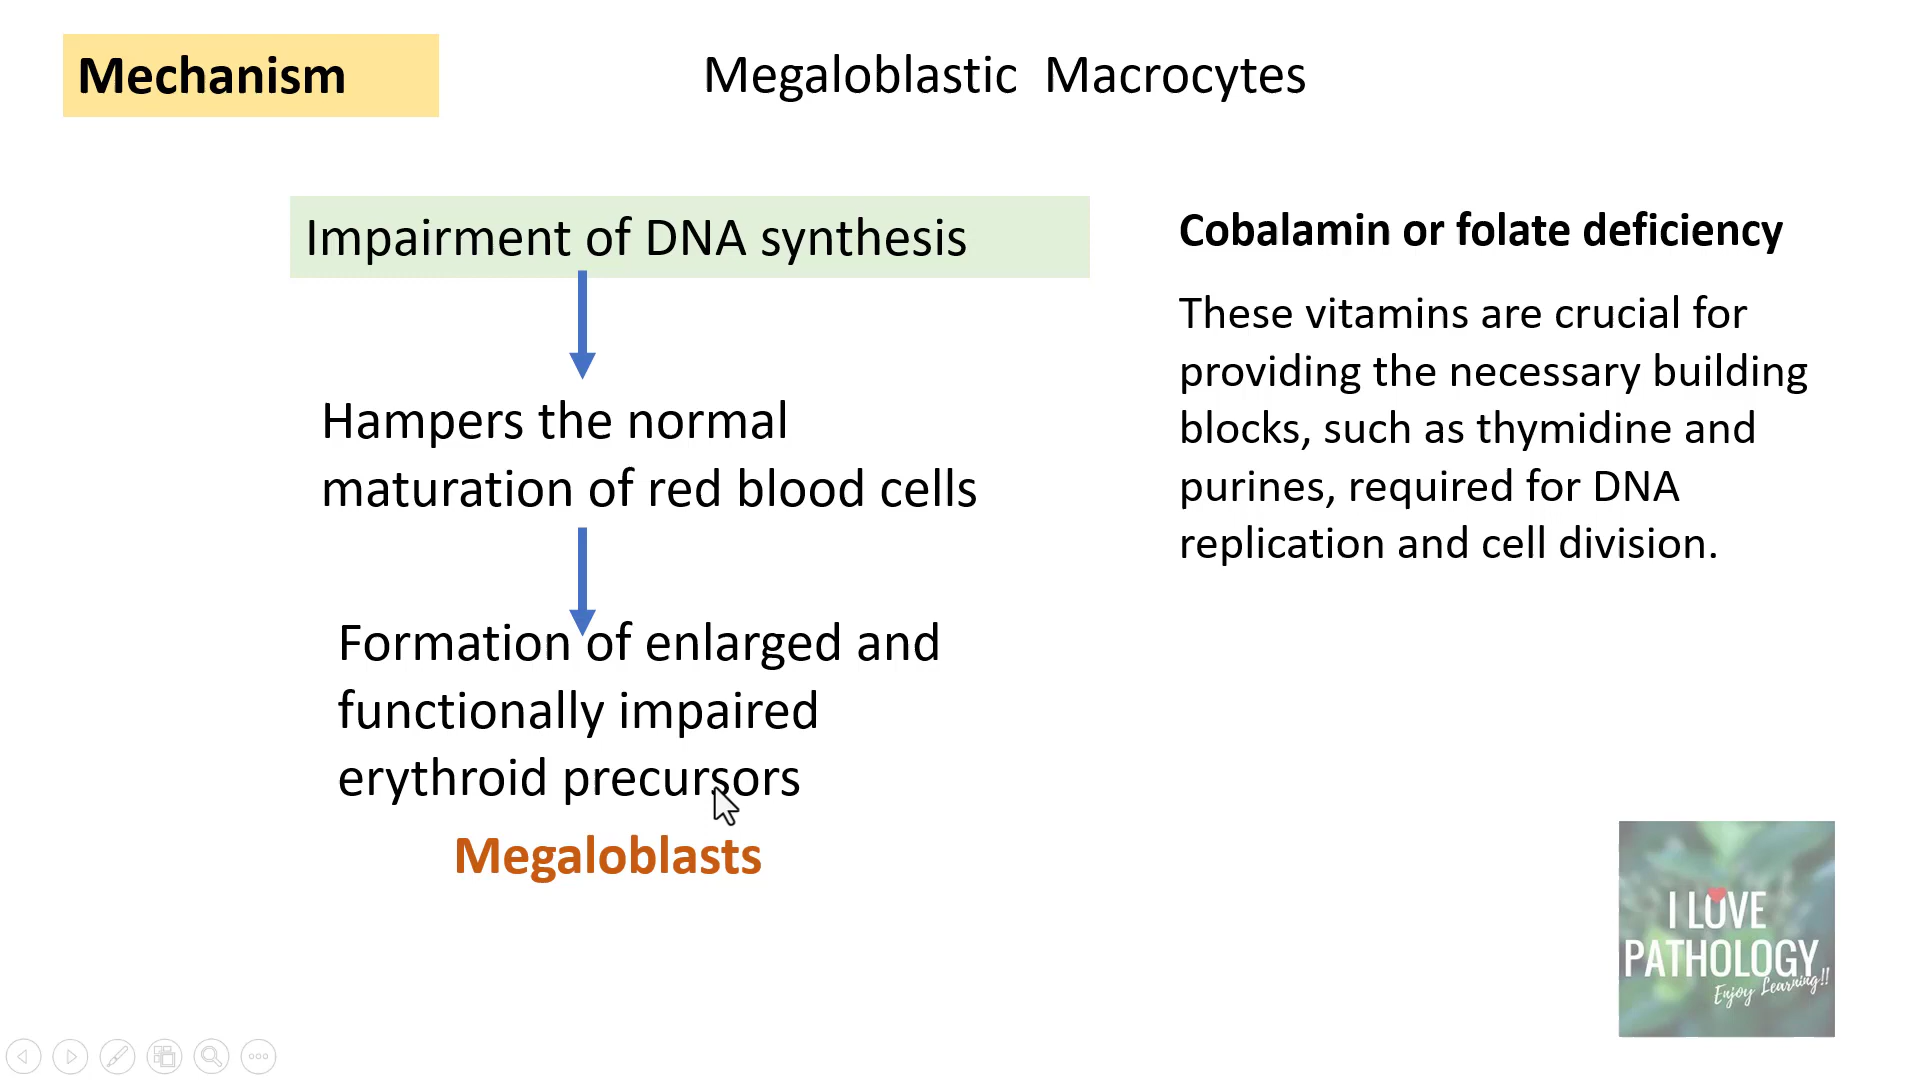 Mechanism
Megaloblastic Macrocytes
Impairment of DNA synthesis
Hampers the normal
maturation of red blood cells
Formation of enlarged and
functionally impaired
erythroid precursors
Megaloblasts
Cobalamin or folate deficiency
These vitamins are crucial for
providing the necessary building
blocks, such as thymidine and
purines, required for DNA
replication and cell division.
I LOVE
PATHOLOGY
Enjoy Learning!!